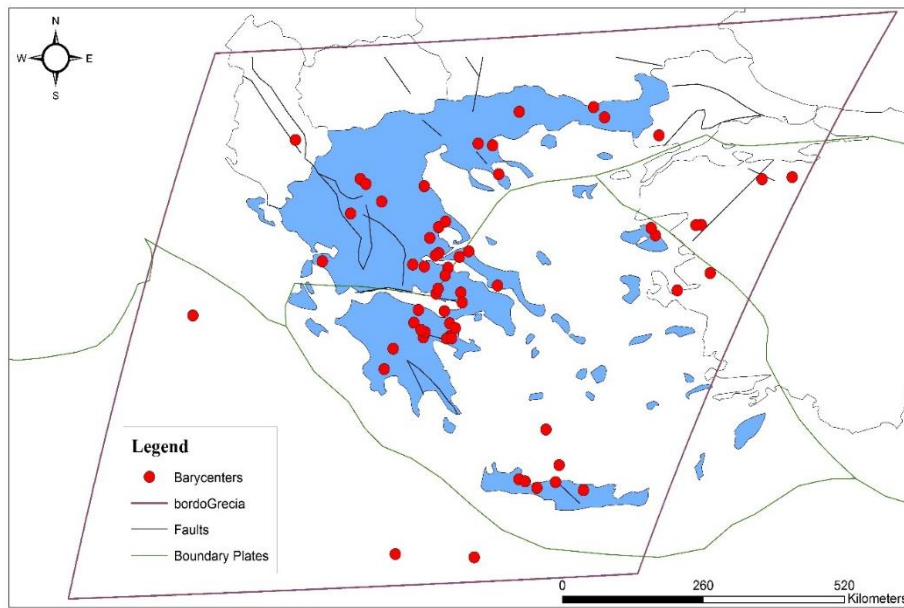 N
W E
S
Legend
Barycenters
bordoGrecia
Faults
Boundary Plates
0 260 520
Kilometers